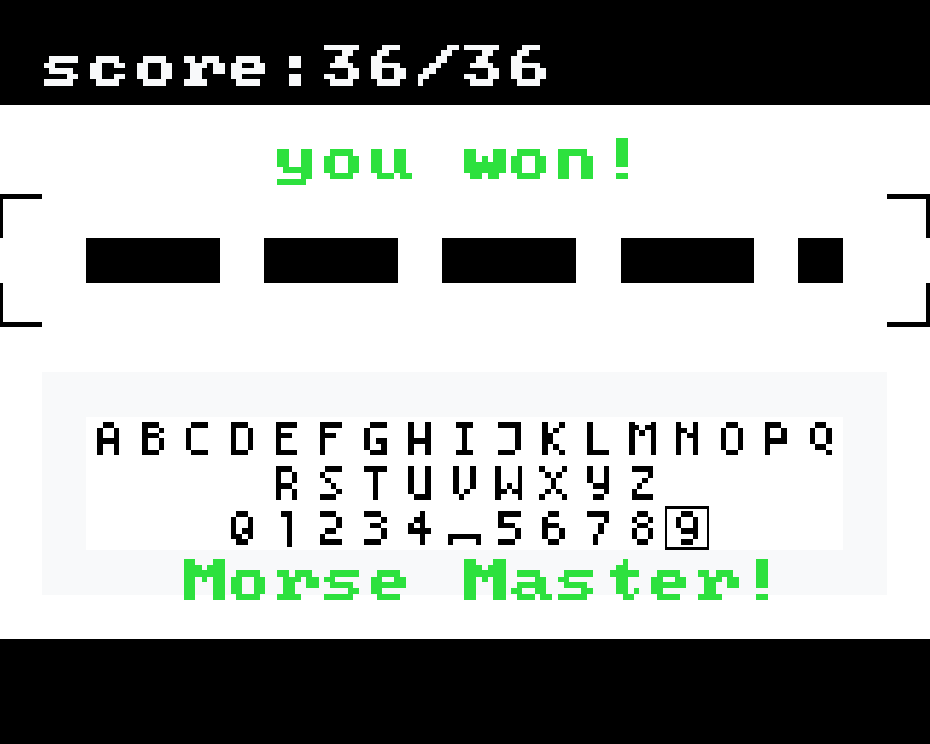 score:36/36
you won!
A B C D E F G H I J K L M N O P Q
R S T U V W X Y Z
0 1 2 3 4 _ 5 6 7 8 9
Morse Master!